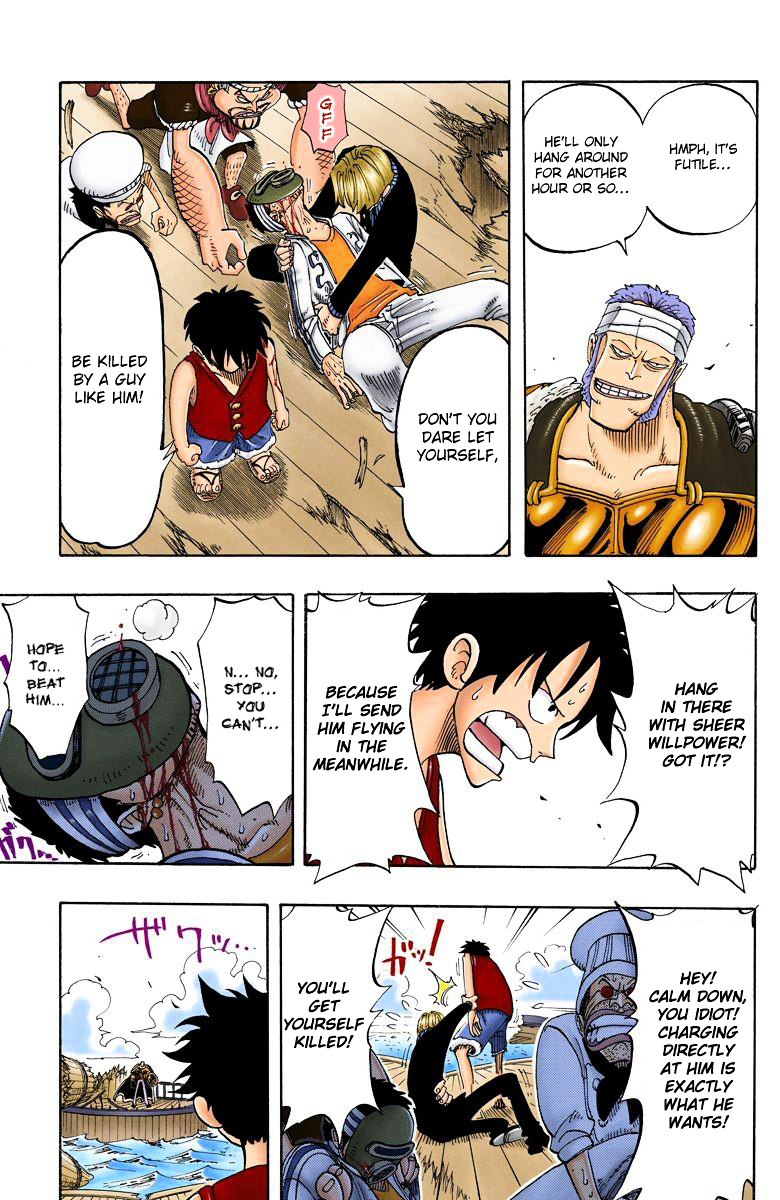 HMPH, IT'S
FUTILE...
HE'LL ONLY
HANG AROUND
FOR ANOTHER
HOUR OR SO...
GFF
DON'T YOU
DARE LET
YOURSELF,
BE KILLED
BY A GUY
LIKE HIM!
HANG
IN THERE
WITH SHEER
WILLPOWER!
GOT IT!?
BECAUSE
I'LL SEND
HIM FLYING
IN THE
MEANWHILE.
N... NO,
STOP...
YOU
CAN'T...
HOPE
TO...
BEAT
HIM...
ガク...
HEY!
CALM DOWN,
YOU IDIOT!
CHARGING
DIRECTLY
AT HIM IS
EXACTLY
WHAT HE
WANTS!
ガッ!
YOU'LL
GET
YOURSELF
KILLED!
ザワッ...